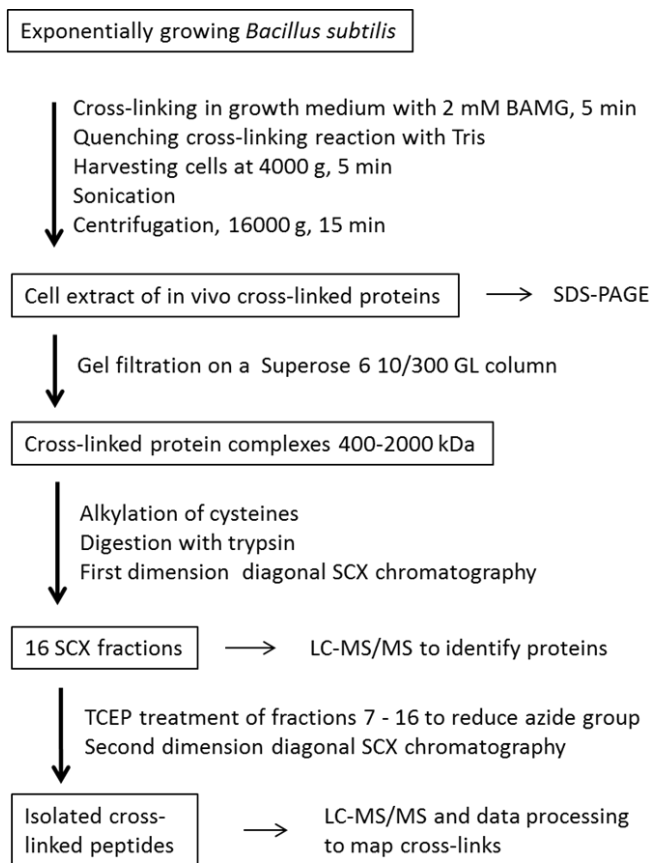 Exponentially growing Bacillus subtilis
Cross-linking in growth medium with 2 mM BAMG, 5 min
Quenching cross-linking reaction with Tris
Harvesting cells at 4000 g, 5 min
Sonication
Centrifugation, 16000 g, 15 min
Cell extract of in vivo cross-linked proteins
SDS-PAGE
Gel filtration on a Superose 6 10/300 GL column
Cross-linked protein complexes 400-2000 kDa
Alkylation of cysteines
Digestion with trypsin
First dimension diagonal SCX chromatography
16 SCX fractions
LC-MS/MS to identify proteins
TCEP treatment of fractions 7 - 16 to reduce azide group
Second dimension diagonal SCX chromatography
Isolated cross-
linked peptides
LC-MS/MS and data processing
to map cross-links